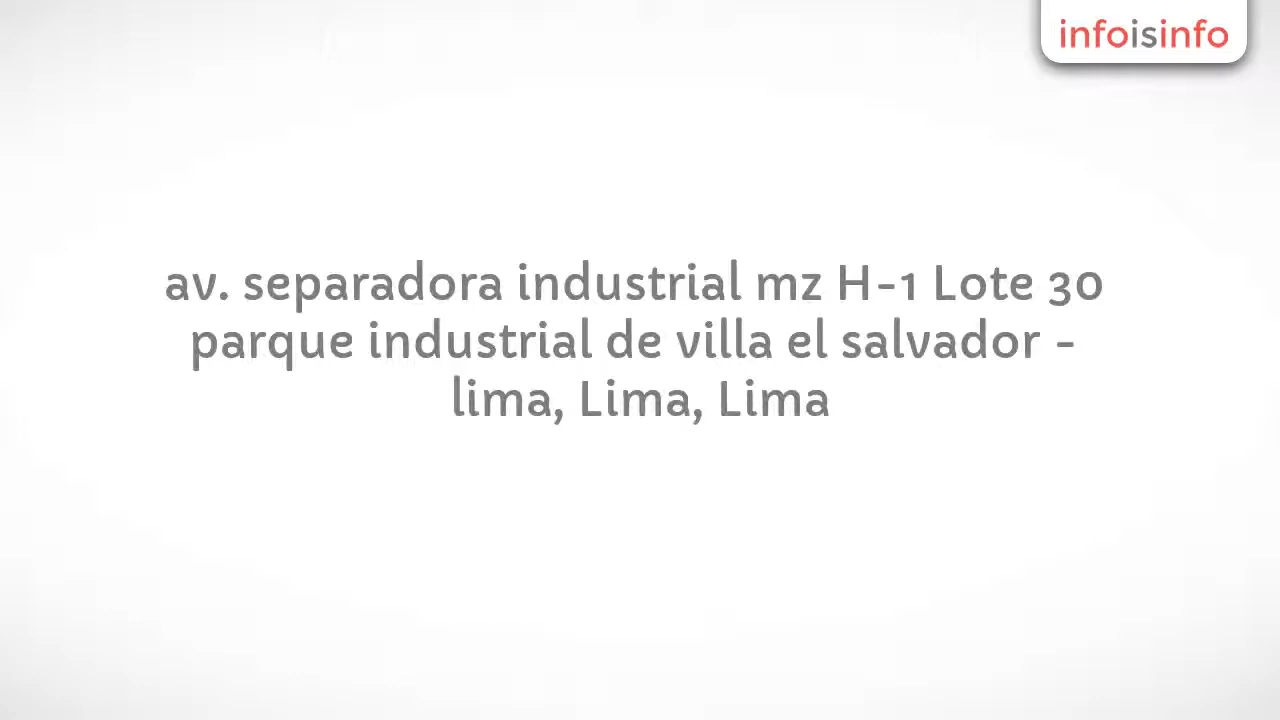 infoisinfo
av. separadora industrial mz H-1 Lote 30
parque industrial de villa el salvador -
lima, Lima, Lima